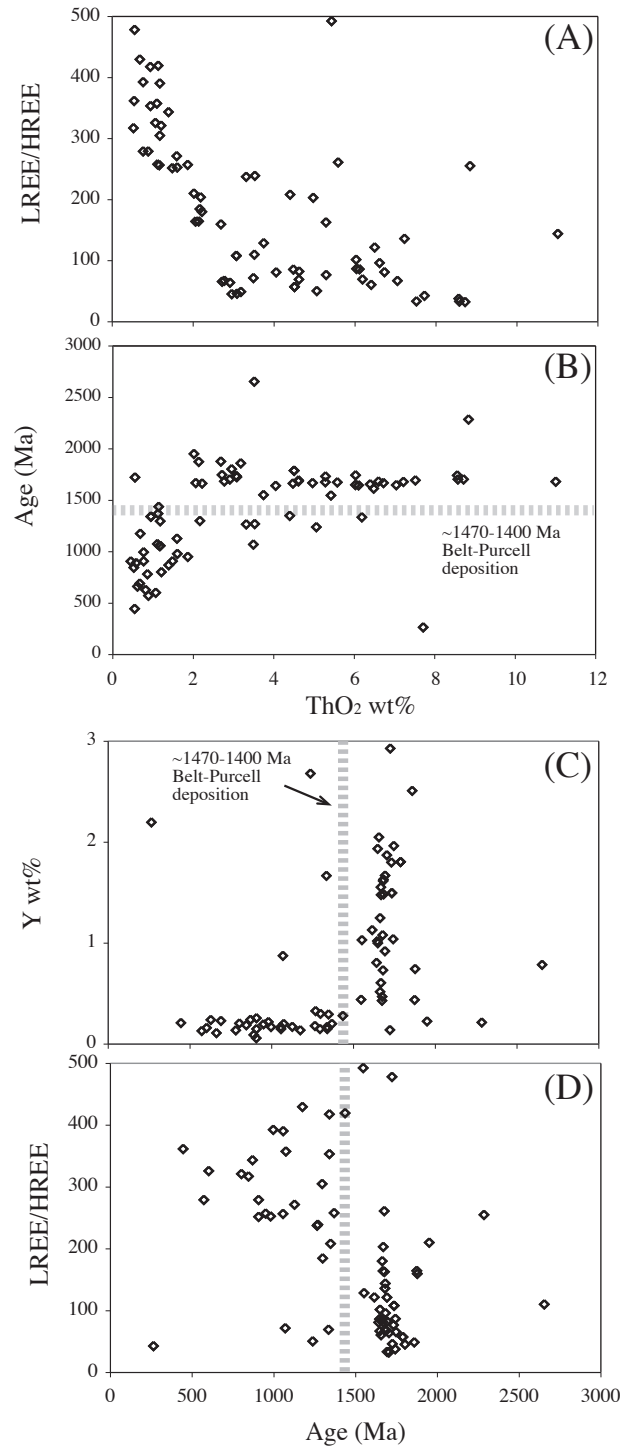 500
(A)
400
300
LREE/HREE
200
100
0
3000
(B)
2500
2000
Age (Ma)
1500
~1470-1400 Ma
Belt-Purcell
deposition
1000
500
0
0 2 4 6 8 10 12
ThO2 wt%
3
~1470-1400 Ma
Belt-Purcell
deposition
(C)
2
Y wt%
1
0
500
(D)
400
300
LREE/HREE
200
100
0
0 500 1000 1500 2000 2500 3000
Age (Ma)